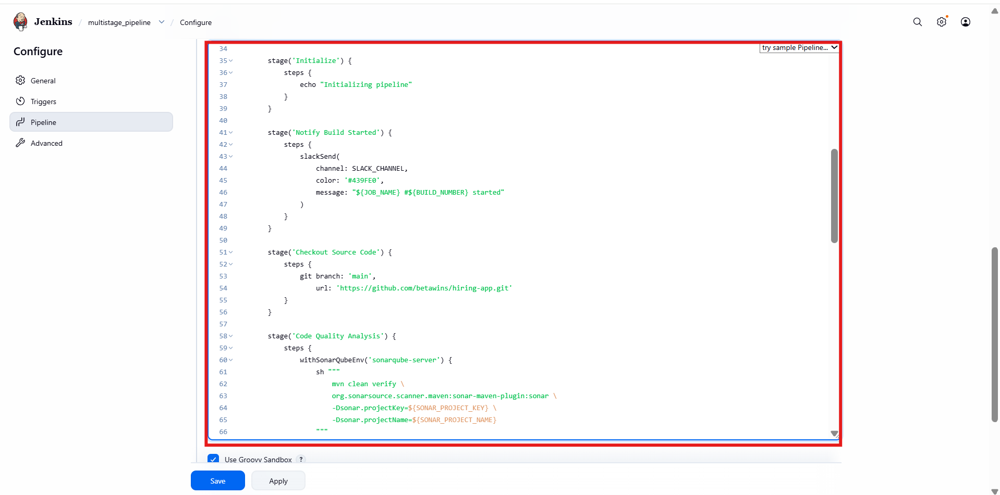 Jenkins / multistage_pipeline / Configure
Configure
General
Triggers
Pipeline
Advanced
try sample Pipeline...
34
35 stage('Initialize') {
36 steps {
37 echo "Initializing pipeline"
38 }
39 }
40
41 stage('Notify Build Started') {
42 steps {
43 slackSend(
44 channel: SLACK_CHANNEL,
45 color: '#439FE0',
46 message: "${JOB_NAME} #${BUILD_NUMBER} started"
47 )
48 }
49 }
50
51 stage('Checkout Source Code') {
52 steps {
53 git branch: 'main',
54 url: 'https://github.com/betawins/hiring-app.git'
55 }
56 }
57
58 stage('Code Quality Analysis') {
59 steps {
60 withSonarQubeEnv('sonarqube-server') {
61 sh """
62 mvn clean verify \
63 org.sonarsource.scanner.maven:sonar-maven-plugin:sonar \
64 -Dsonar.projectKey=${SONAR_PROJECT_KEY} \
65 -Dsonar.projectName=${SONAR_PROJECT_NAME}
66 """
Use Groovy Sandbox ?
Save
Apply